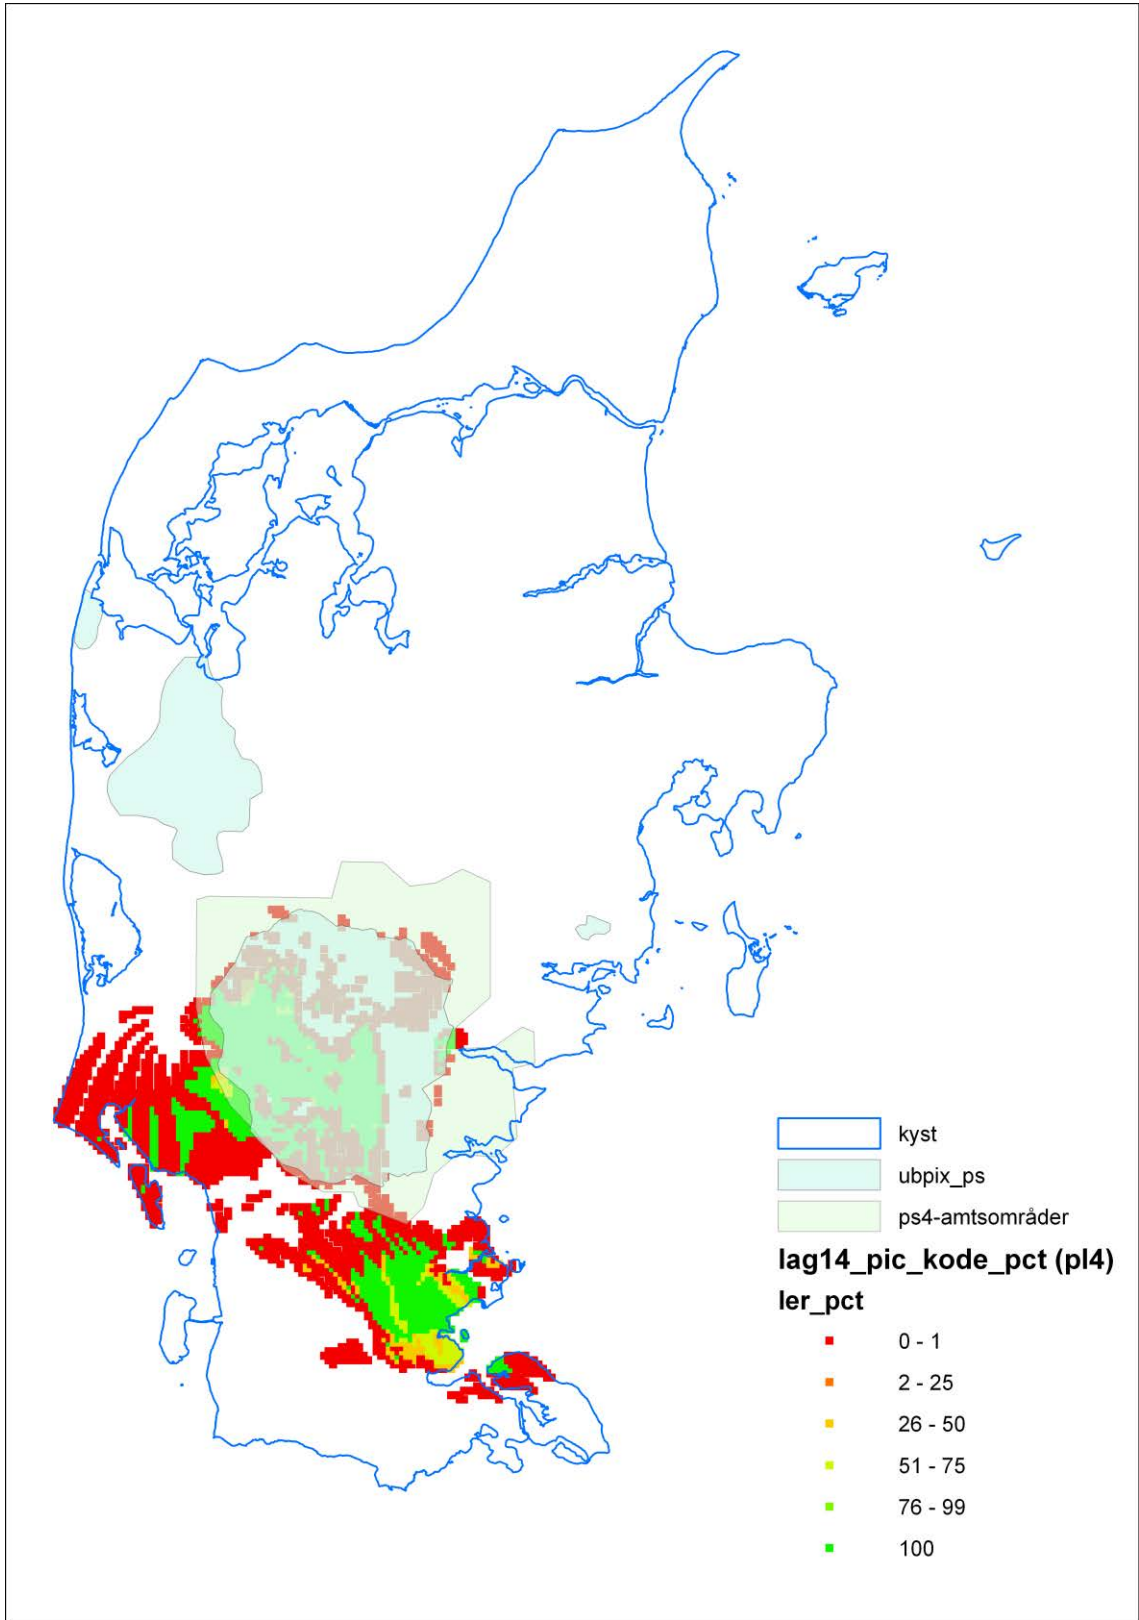 kyst
ubpix_ps
ps4-amtsområder
lag14_pic_kode_pct (pl4)
ler_pct
0 - 1
2 - 25
26 - 50
51 - 75
76 - 99
100